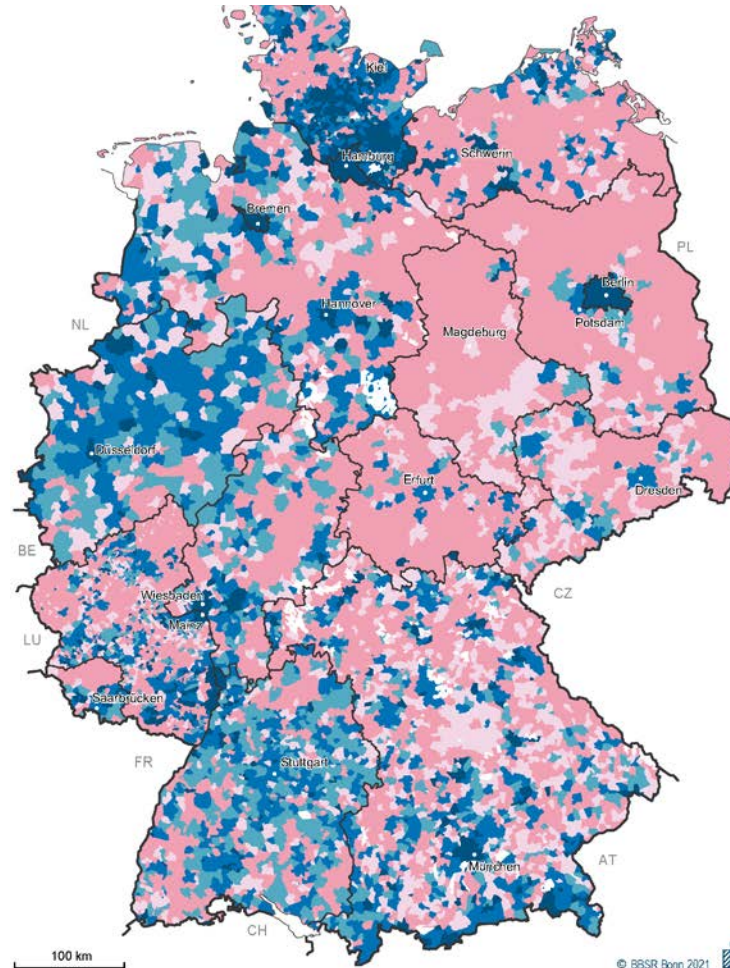 Kiel
Hamburg
Schwerin
Bremen
PL
Berlin
Hannover
NL
Potsdam
Magdeburg
Düsseldorf
Erfurt
Dresden
BE
Wiesbaden
CZ
Mainz
LU
Saarbrücken
FR
Stuttgart
München
AT
CH
100 km
© BBSR Bonn 2021